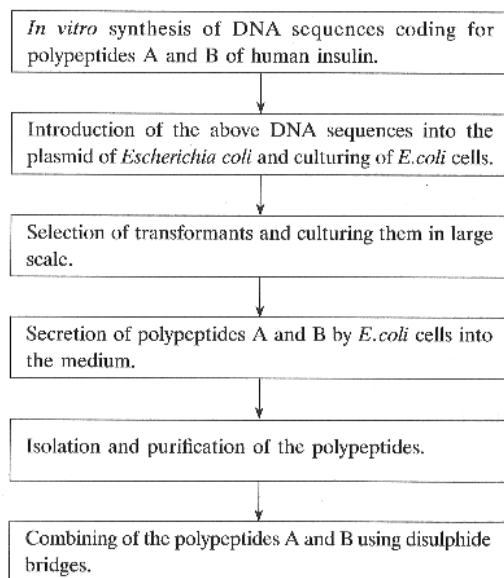 In vitro synthesis of DNA sequences coding for
polypeptides A and B of human insulin.
Introduction of the above DNA sequences into the
plasmid of Escherichia coli and culturing of E.coli cells.
Selection of transformants and culturing them in large
scale.
Secretion of polypeptides A and B by E.coli cells into
the medium.
Isolation and purification of the polypeptides.
Combining of the polypeptides A and B using disulphide
bridges.